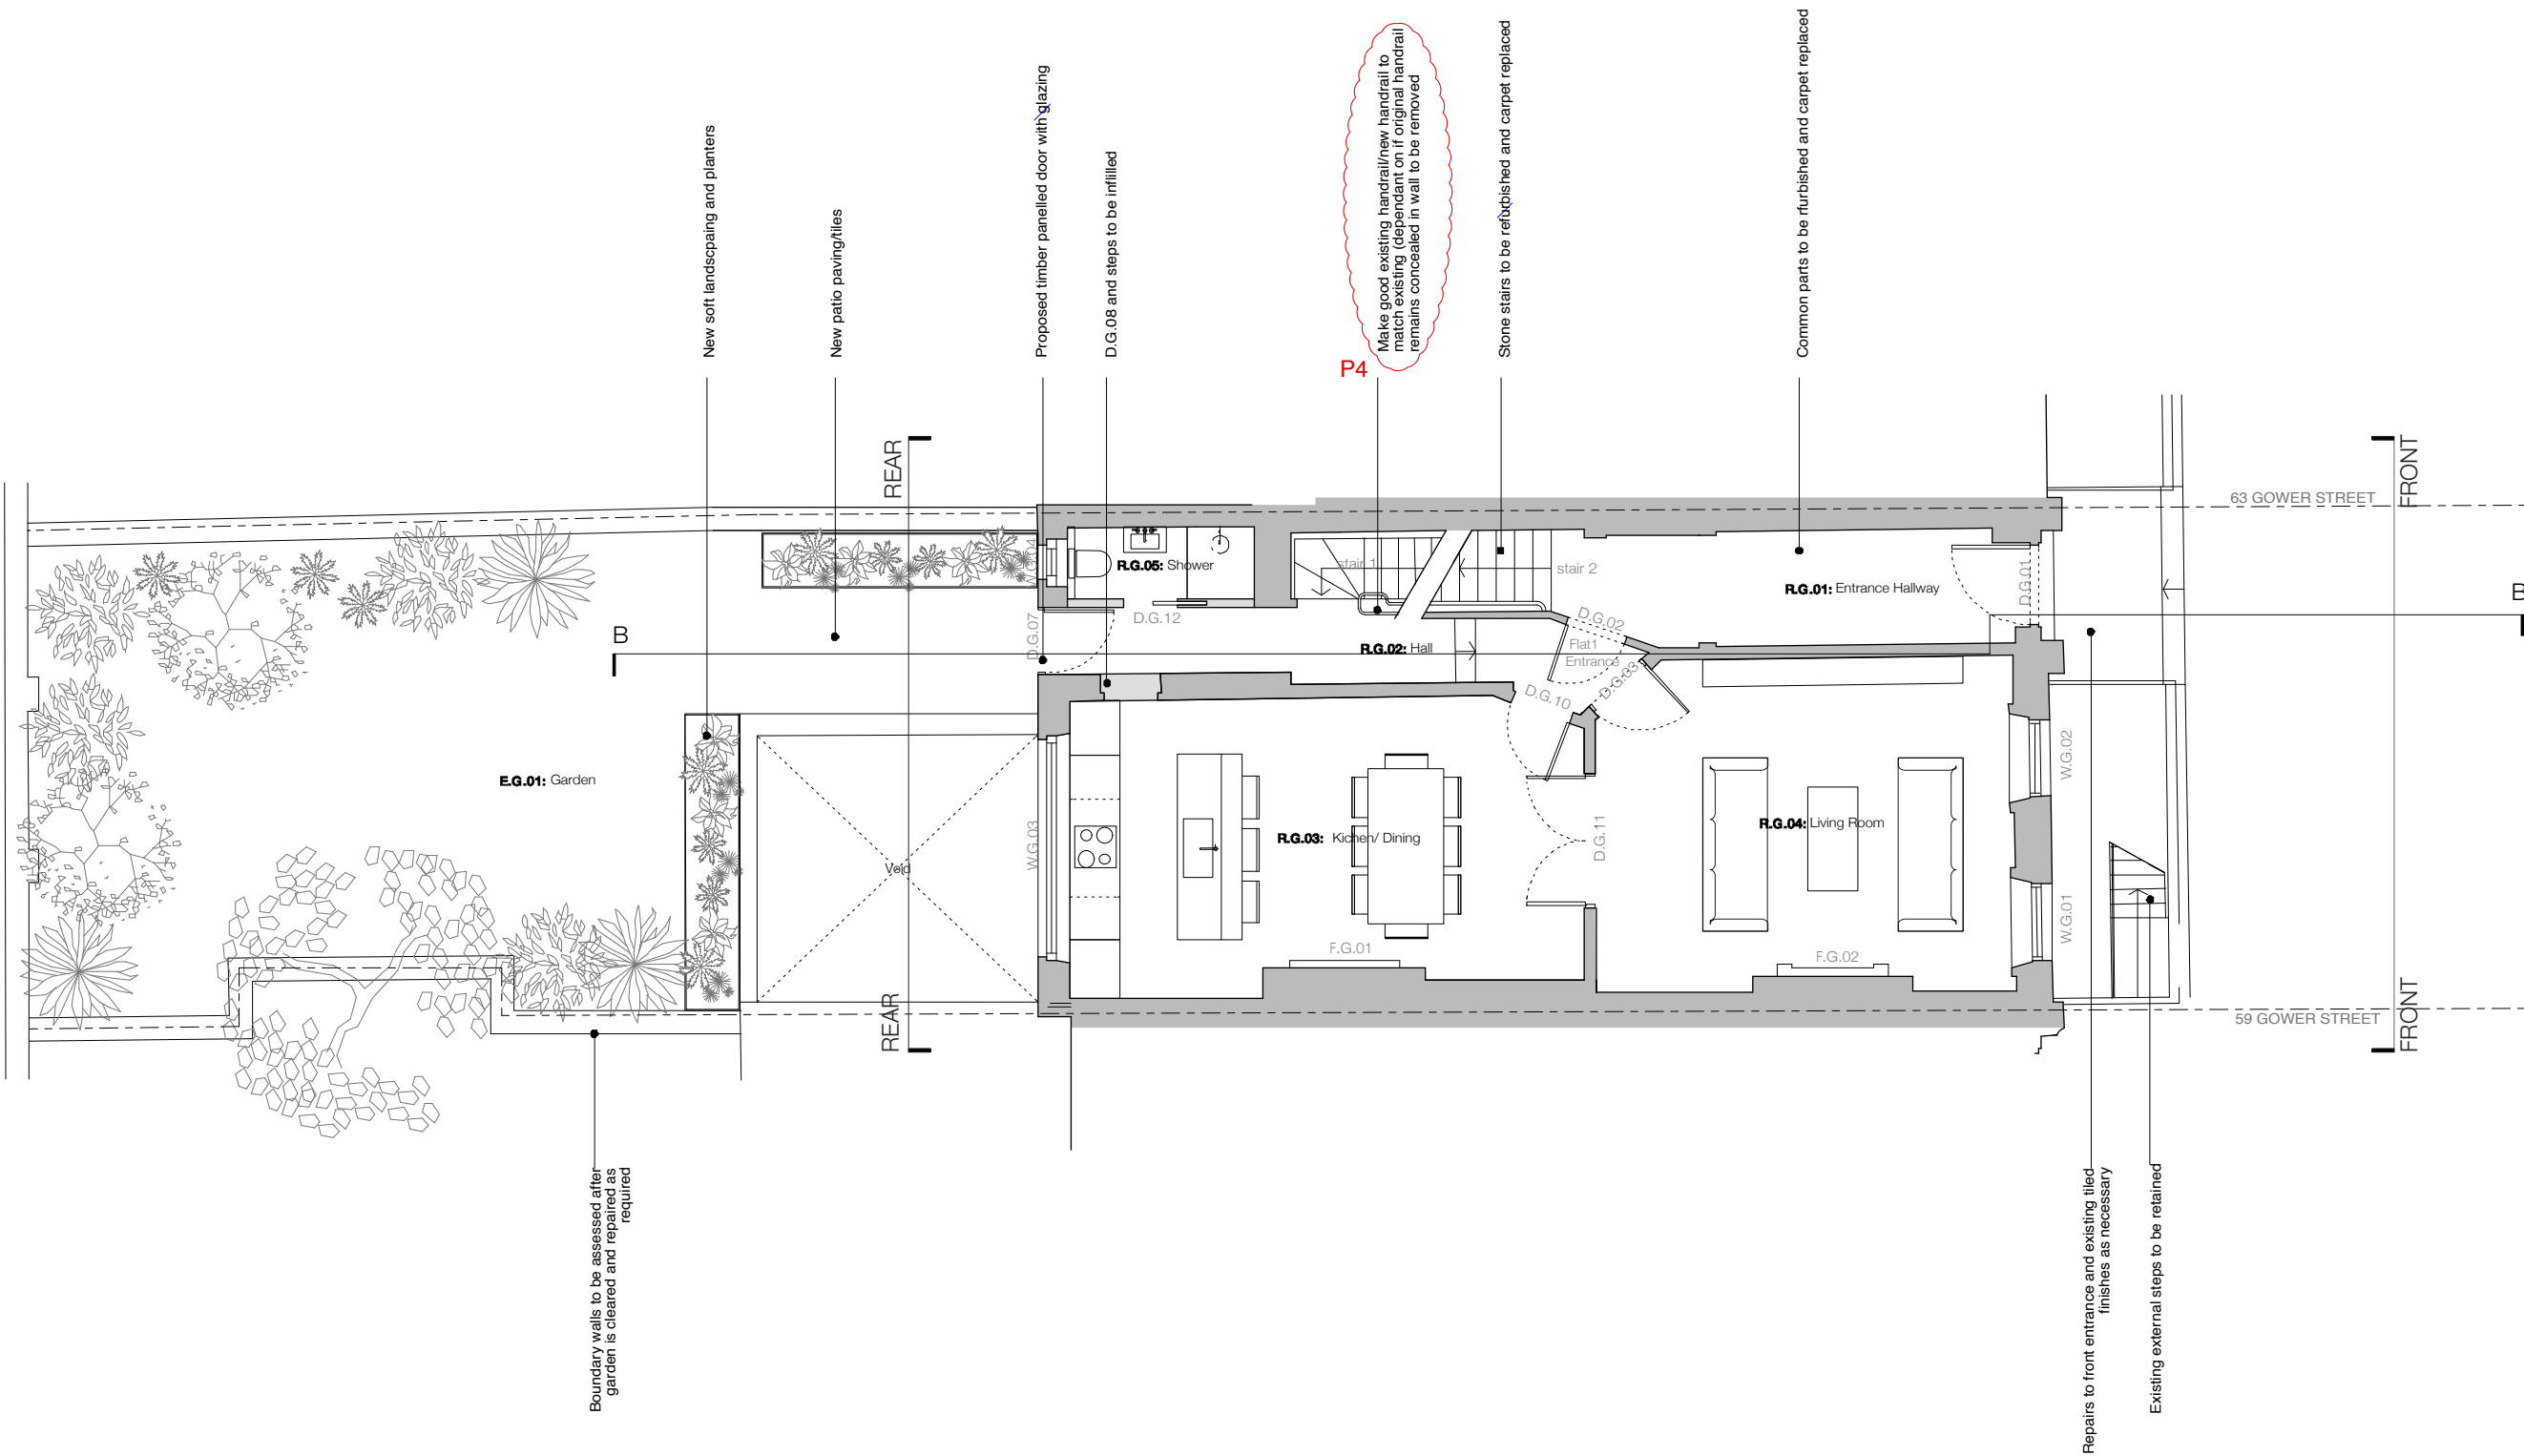 New soft landscpaing and planters
New patio paving/tiles
Proposed timber panelled door with glazing
D.G.08 and steps to be inflilled
P4
Make good existing handrail/new handrail to
match existing (dependant on if original handrail
remains concealed in wall to be removed
Stone stairs to be refurbished and carpet replaced
Common parts to be rfurbished and carpet replaced
REAR
FRONT
63 GOWER STREET
R.G.05: Shower
stair 1
stair 2
R.G.01: Entrance Hallway
D.G.01
B
B
D.G.07
D.G.12
D.G.02
R.G.02: Hall
Flat1
Entrance
D.G.03
D.G.10
E.G.01: Garden
Void
W.G.03
R.G.03: Kichen/ Dining
D.G.11
R.G.04: Living Room
W.G.02
W.G.01
F.G.01
F.G.02
REAR
FRONT
59 GOWER STREET
Boundary walls to be assessed after
garden is cleared and repaired as
required
Repairs to front entrance and existing tiled
finishes as necessary
Existing external steps to be retained